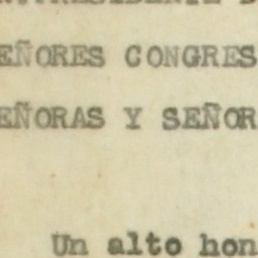 EÑORES CONGRES
EÑORAS Y SEÑOR
Un alto hon